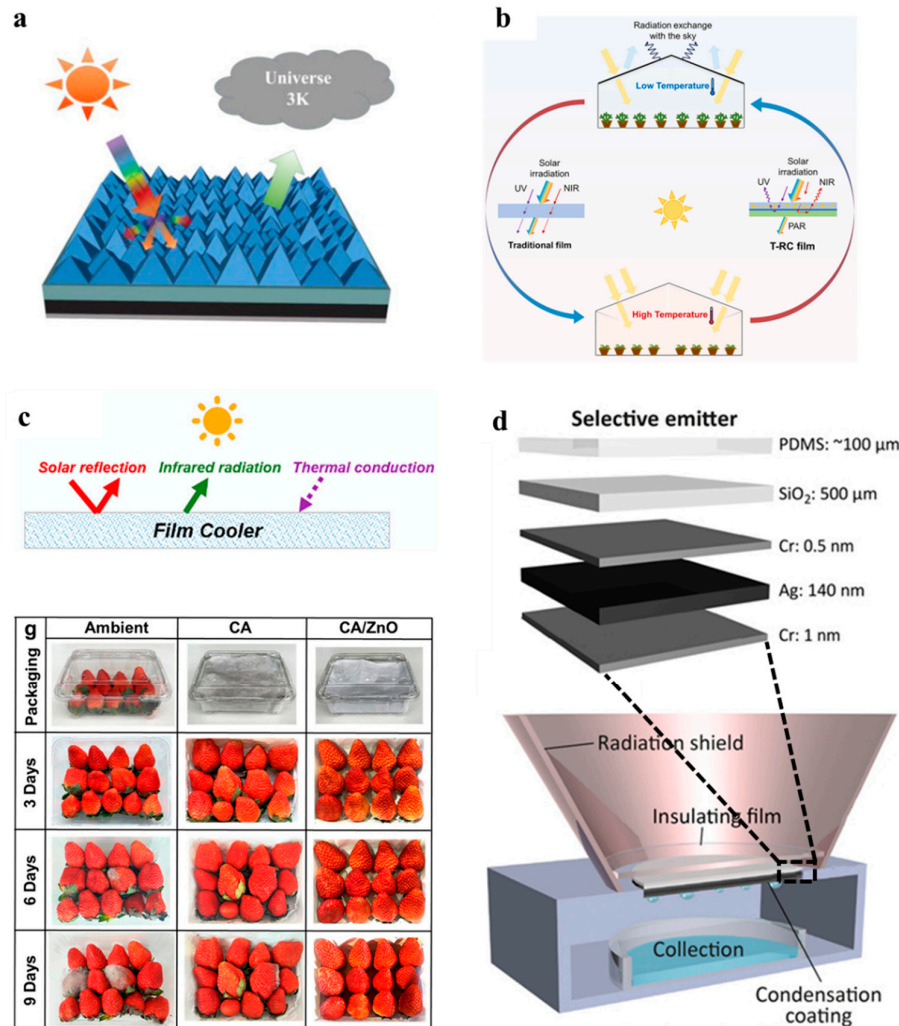 a
Universe
3K
b
Radiation exchange
with the sky
Low Temperature
Solar
irradiation
UV
NIR
Traditional film
Solar
irradiation
UV
NIR
PAR
T-RC film
High Temperature
c
Solar reflection
Infrared radiation
Thermal conduction
Film Cooler
d
Selective emitter
PDMS: ~100 μm
SiO₂: 500 μm
Cr: 0.5 nm
Ag: 140 nm
Cr: 1 nm
Radiation shield
Insulating film
Collection
Condensation
coating
g
Ambient
CA
CA/ZnO
Packaging
3 Days
6 Days
9 Days